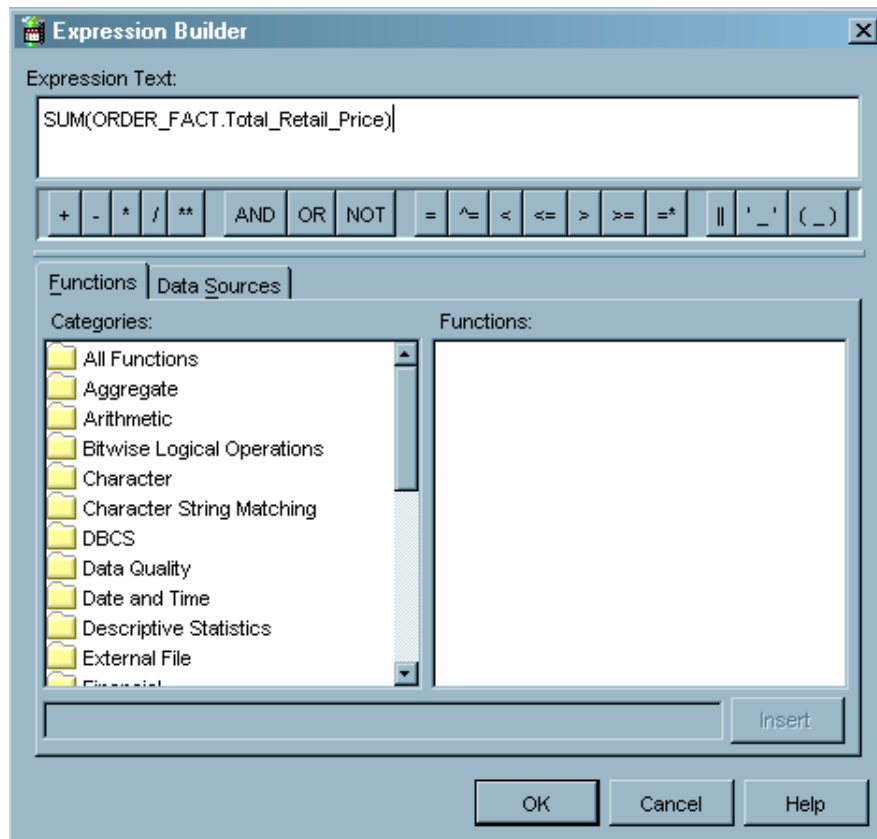 Expression Builder
Expression Text:
SUM(ORDER_FACT.Total_Retail_Price)
+ - * / ** AND OR NOT = ^= < <= > >= =* || '_' (_)
Functions Data Sources
Categories:
All Functions
Aggregate
Arithmetic
Bitwise Logical Operations
Character
Character String Matching
DBCS
Data Quality
Date and Time
Descriptive Statistics
External File
Financial
Functions:
Insert
OK Cancel Help